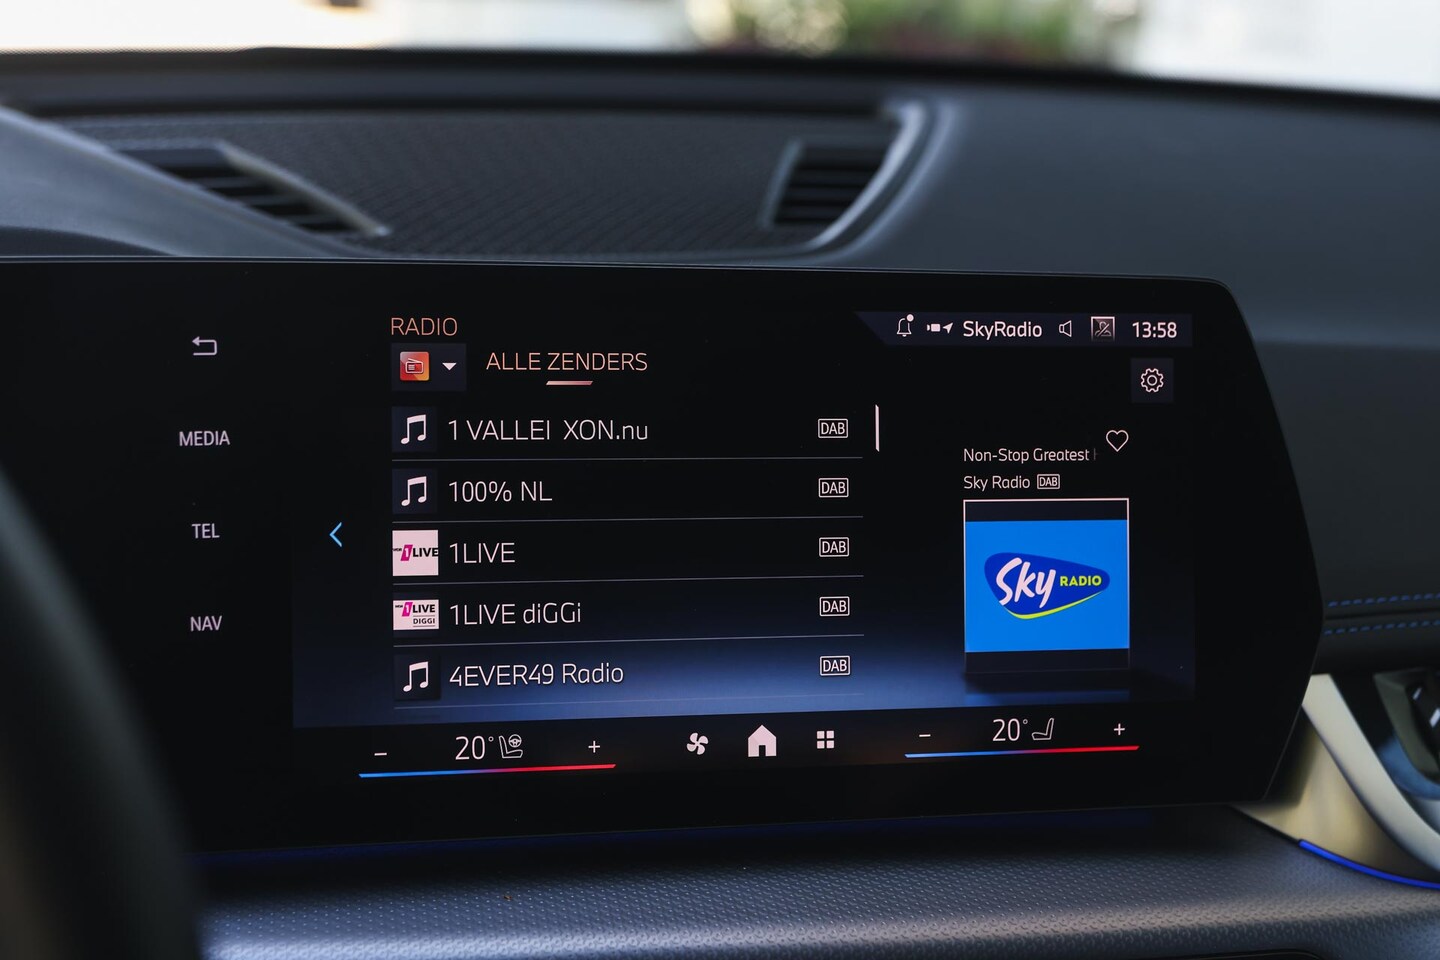 RADIO
SkyRadio 13:58
ALLE ZENDERS
MEDIA
TEL
NAV
1 VALLEI XON.nu DAB
100% NL DAB
1LIVE 1LIVE DAB
1LIVE DIGGI 1LIVE diGGi DAB
4EVER49 Radio DAB
Non-Stop Greatest
Sky Radio DAB
Sky RADIO
− 20° +
− 20° +